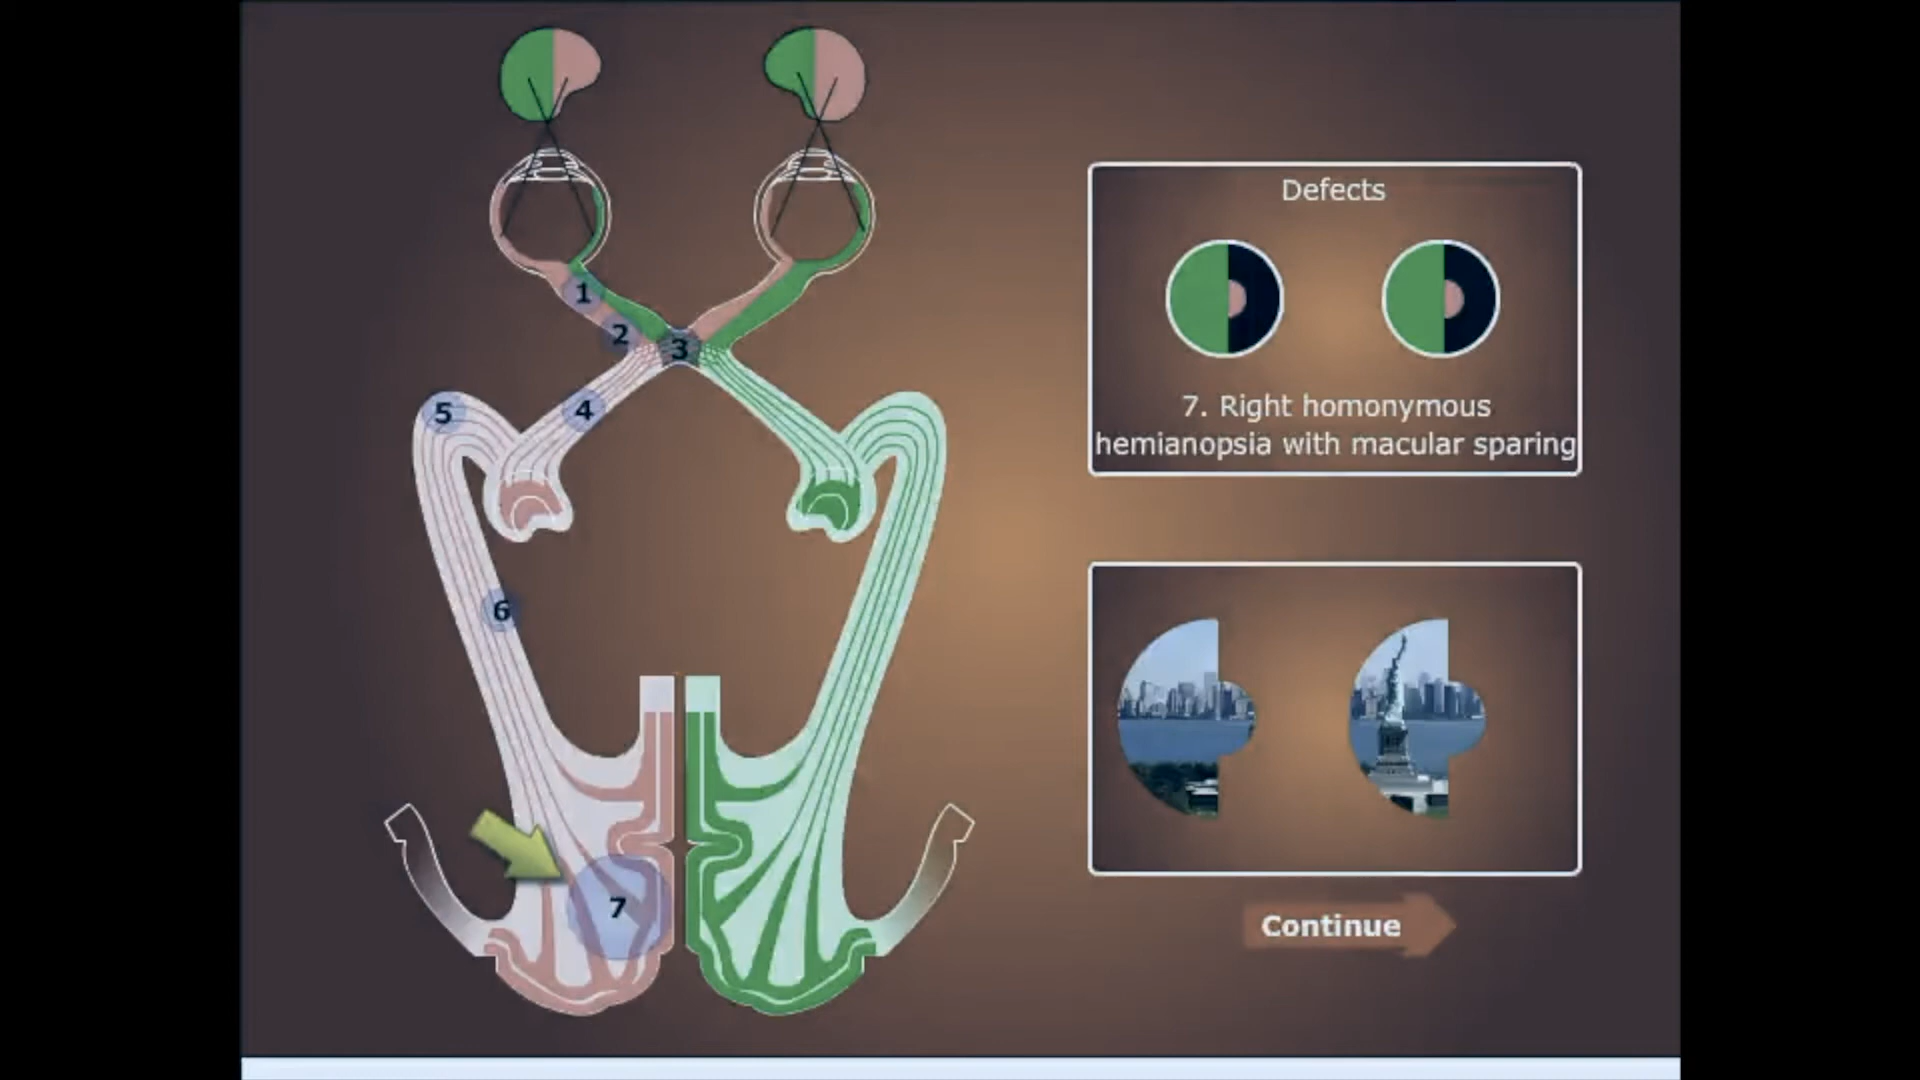 1
2
3
4
5
6
7
Defects
7. Right homonymous
hemianopsia with macular sparing
Continue